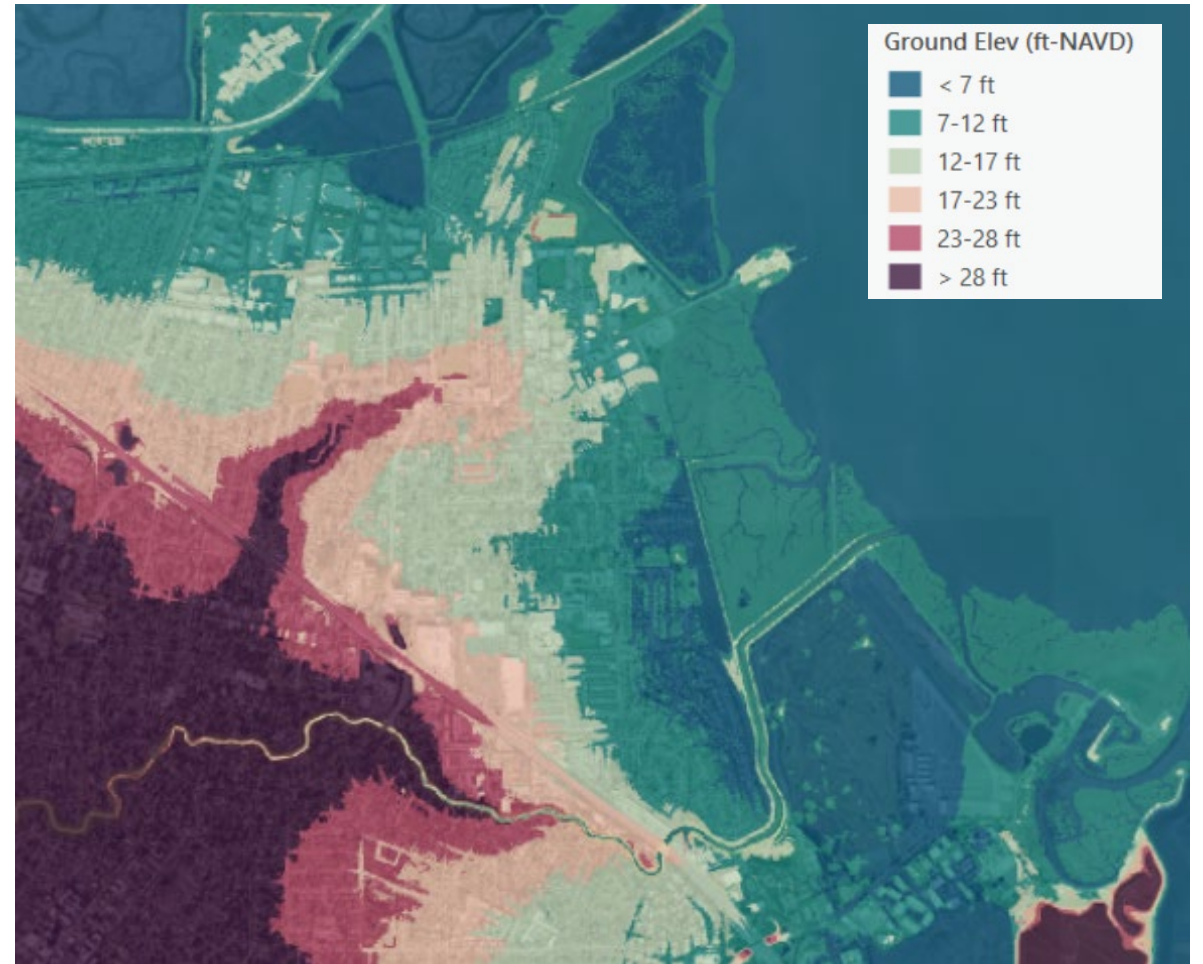 Ground Elev (ft-NAVD)
< 7 ft
7-12 ft
12-17 ft
17-23 ft
23-28 ft
> 28 ft